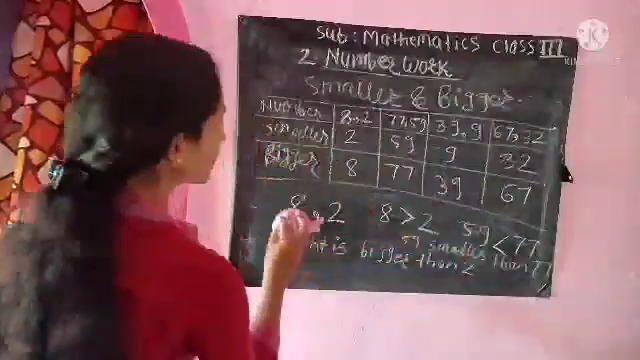 Sub: Mathematics Class III
2 Number work
Smaller & Bigger
Number 8, 2 77, 59 39, 9 67, 32
smaller 2 59 9 32
Bigger 8 77 39 67
8, 2 8 > 2 59 < 77
ht is bigger than 2 59 smaller than 77
KI